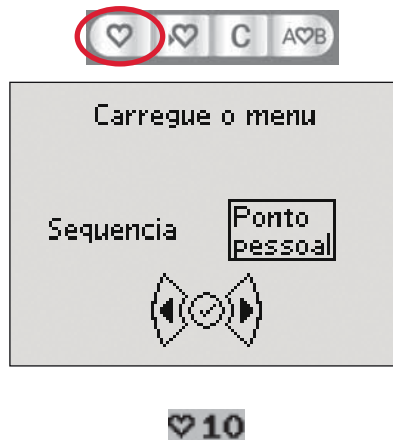 ♡ ♡ C A♡B
Carregue o menu
Sequencia
Ponto
pessoal
♡10